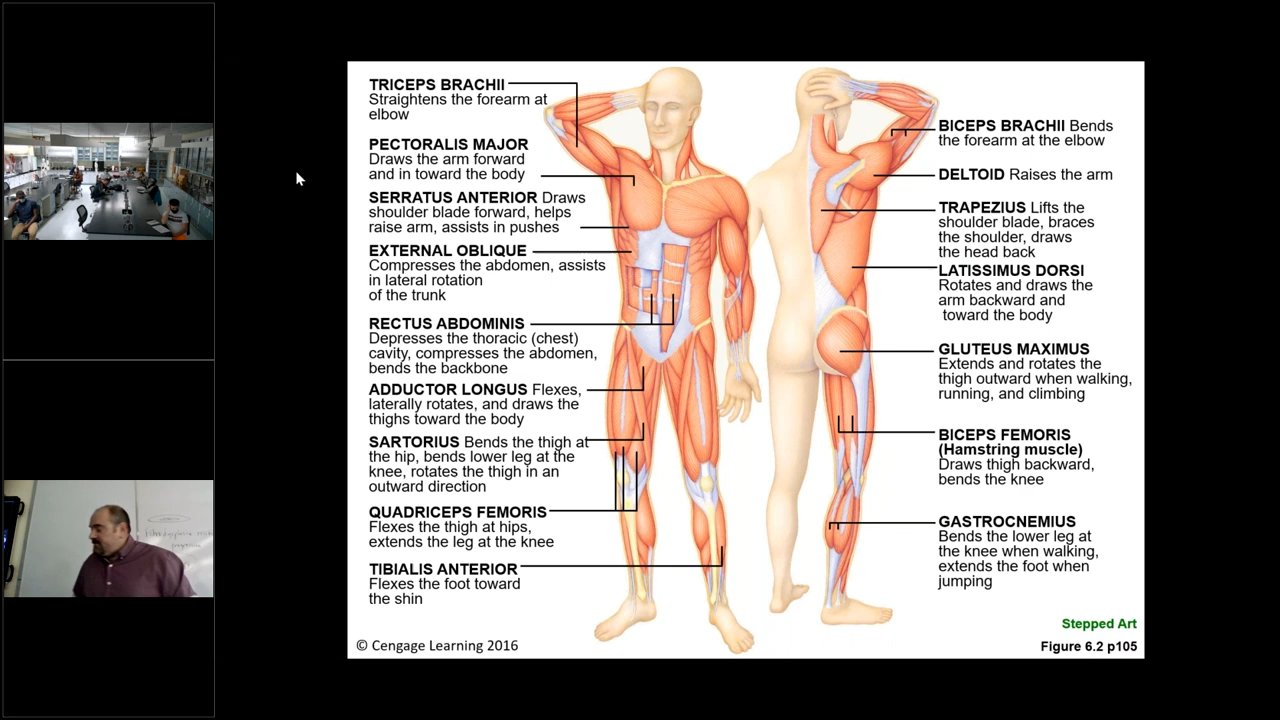 TRICEPS BRACHII
Straightens the forearm at
elbow
PECTORALIS MAJOR
Draws the arm forward
and in toward the body
SERRATUS ANTERIOR Draws
shoulder blade forward, helps
raise arm, assists in pushes
EXTERNAL OBLIQUE
Compresses the abdomen, assists
in lateral rotation
of the trunk
RECTUS ABDOMINIS
Depresses the thoracic (chest)
cavity, compresses the abdomen,
bends the backbone
ADDUCTOR LONGUS Flexes,
laterally rotates, and draws the
thighs toward the body
SARTORIUS Bends the thigh at
the hip, bends lower leg at the
knee, rotates the thigh in an
outward direction
QUADRICEPS FEMORIS
Flexes the thigh at hips,
extends the leg at the knee
TIBIALIS ANTERIOR
Flexes the foot toward
the shin
© Cengage Learning 2016
BICEPS BRACHII Bends
the forearm at the elbow
DELTOID Raises the arm
TRAPEZIUS Lifts the
shoulder blade, braces
the shoulder, draws
the head back
LATISSIMUS DORSI
Rotates and draws the
arm backward and
toward the body
GLUTEUS MAXIMUS
Extends and rotates the
thigh outward when walking,
running, and climbing
BICEPS FEMORIS
(Hamstring muscle)
Draws thigh backward,
bends the knee
GASTROCNEMIUS
Bends the lower leg at
the knee when walking,
extends the foot when
jumping
Stepped Art
Figure 6.2 p105